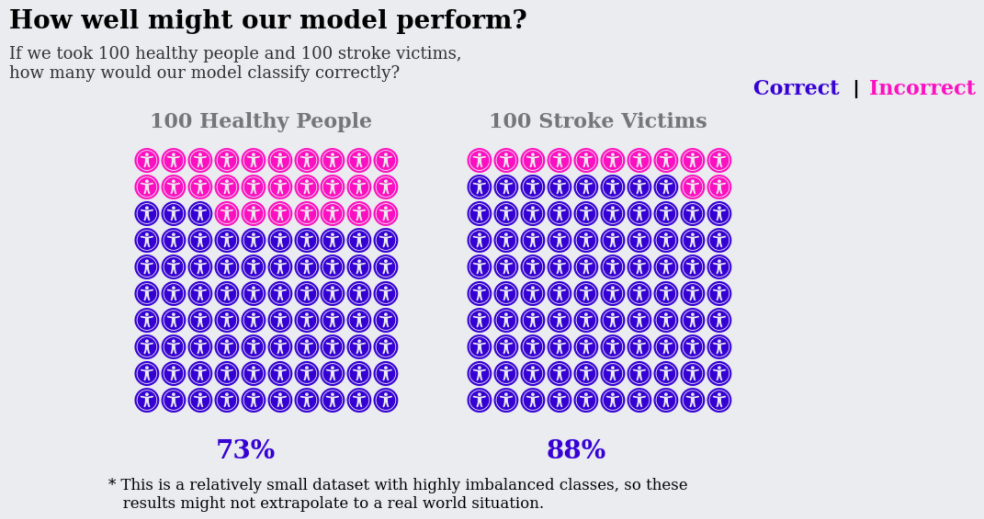 How well might our model perform?
If we took 100 healthy people and 100 stroke victims,
how many would our model classify correctly?
Correct | Incorrect
100 Healthy People
100 Stroke Victims
73%
88%
* This is a relatively small dataset with highly imbalanced classes, so these
results might not extrapolate to a real world situation.